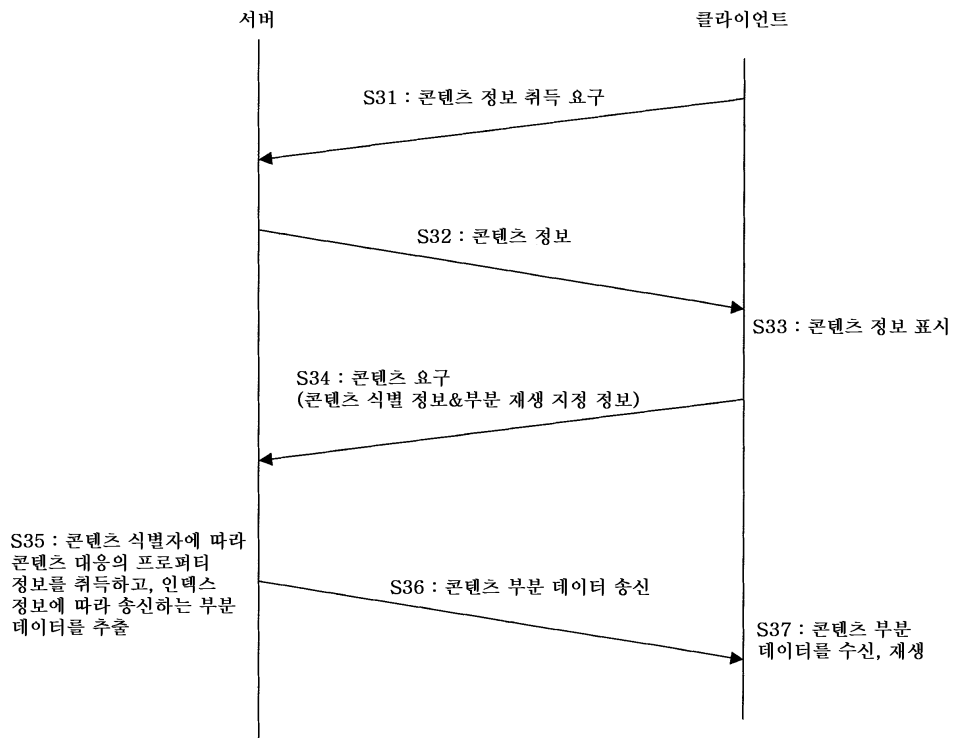 서버
클라이언트
S31 : 콘텐츠 정보 취득 요구
S32 : 콘텐츠 정보
S33 : 콘텐츠 정보 표시
S34 : 콘텐츠 요구
(콘텐츠 식별 정보&부분 재생 지정 정보)
S35 : 콘텐츠 식별자에 따라
콘텐츠 대응의 프로퍼티
정보를 취득하고, 인덱스
정보에 따라 송신하는 부분
데이터를 추출
S36 : 콘텐츠 부분 데이터 송신
S37 : 콘텐츠 부분
데이터를 수신, 재생